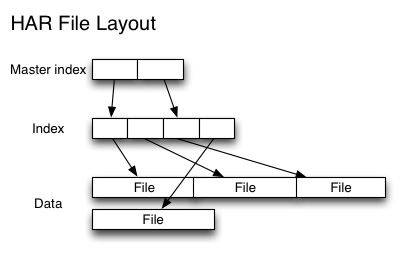 HAR File Layout
Master index
Index
Data
File File File
File